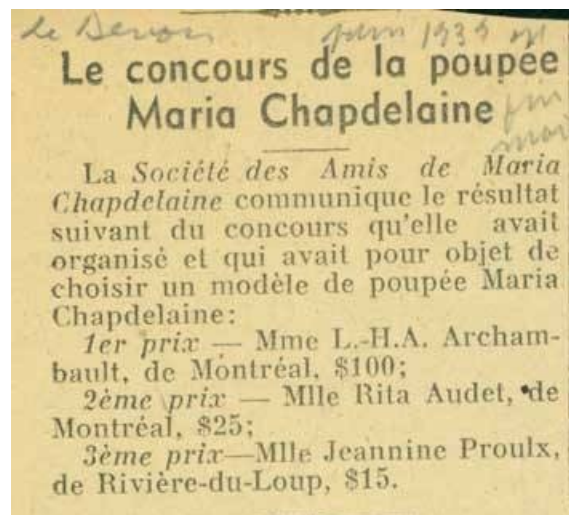 Le concours de la poupée
Maria Chapdelaine
La Société des Amis de Maria
Chapdelaine communique le résultat
suivant du concours qu'elle avait
organisé et qui avait pour objet de
choisir un modèle de poupée Maria
Chapdelaine:
1er prix — Mme L.-H.A. Archam-
bault, de Montréal, $100;
2ème prix — Mlle Rita Audet, de
Montréal, $25;
3ème prix—Mlle Jeannine Proulx,
de Rivière-du-Loup, $15.